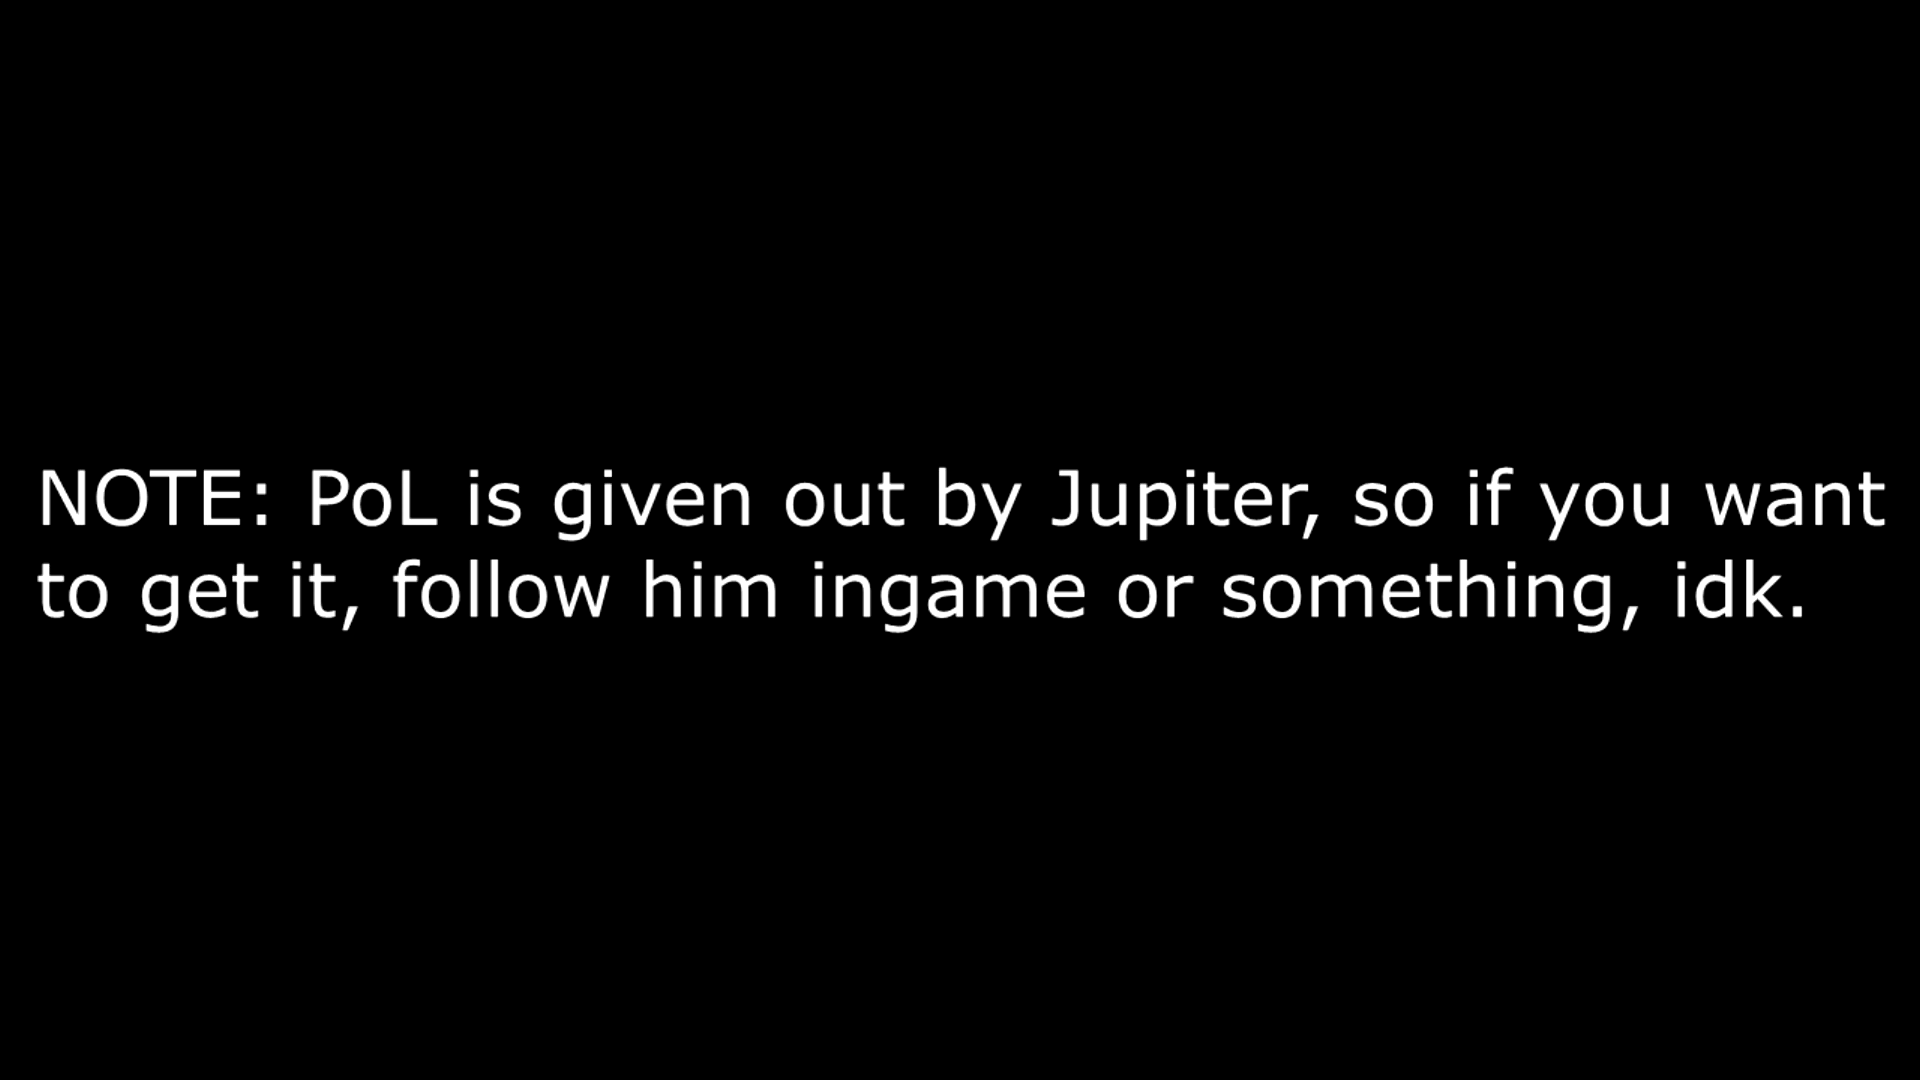 NOTE: PoL is given out by Jupiter, so if you want
to get it, follow him ingame or something, idk.